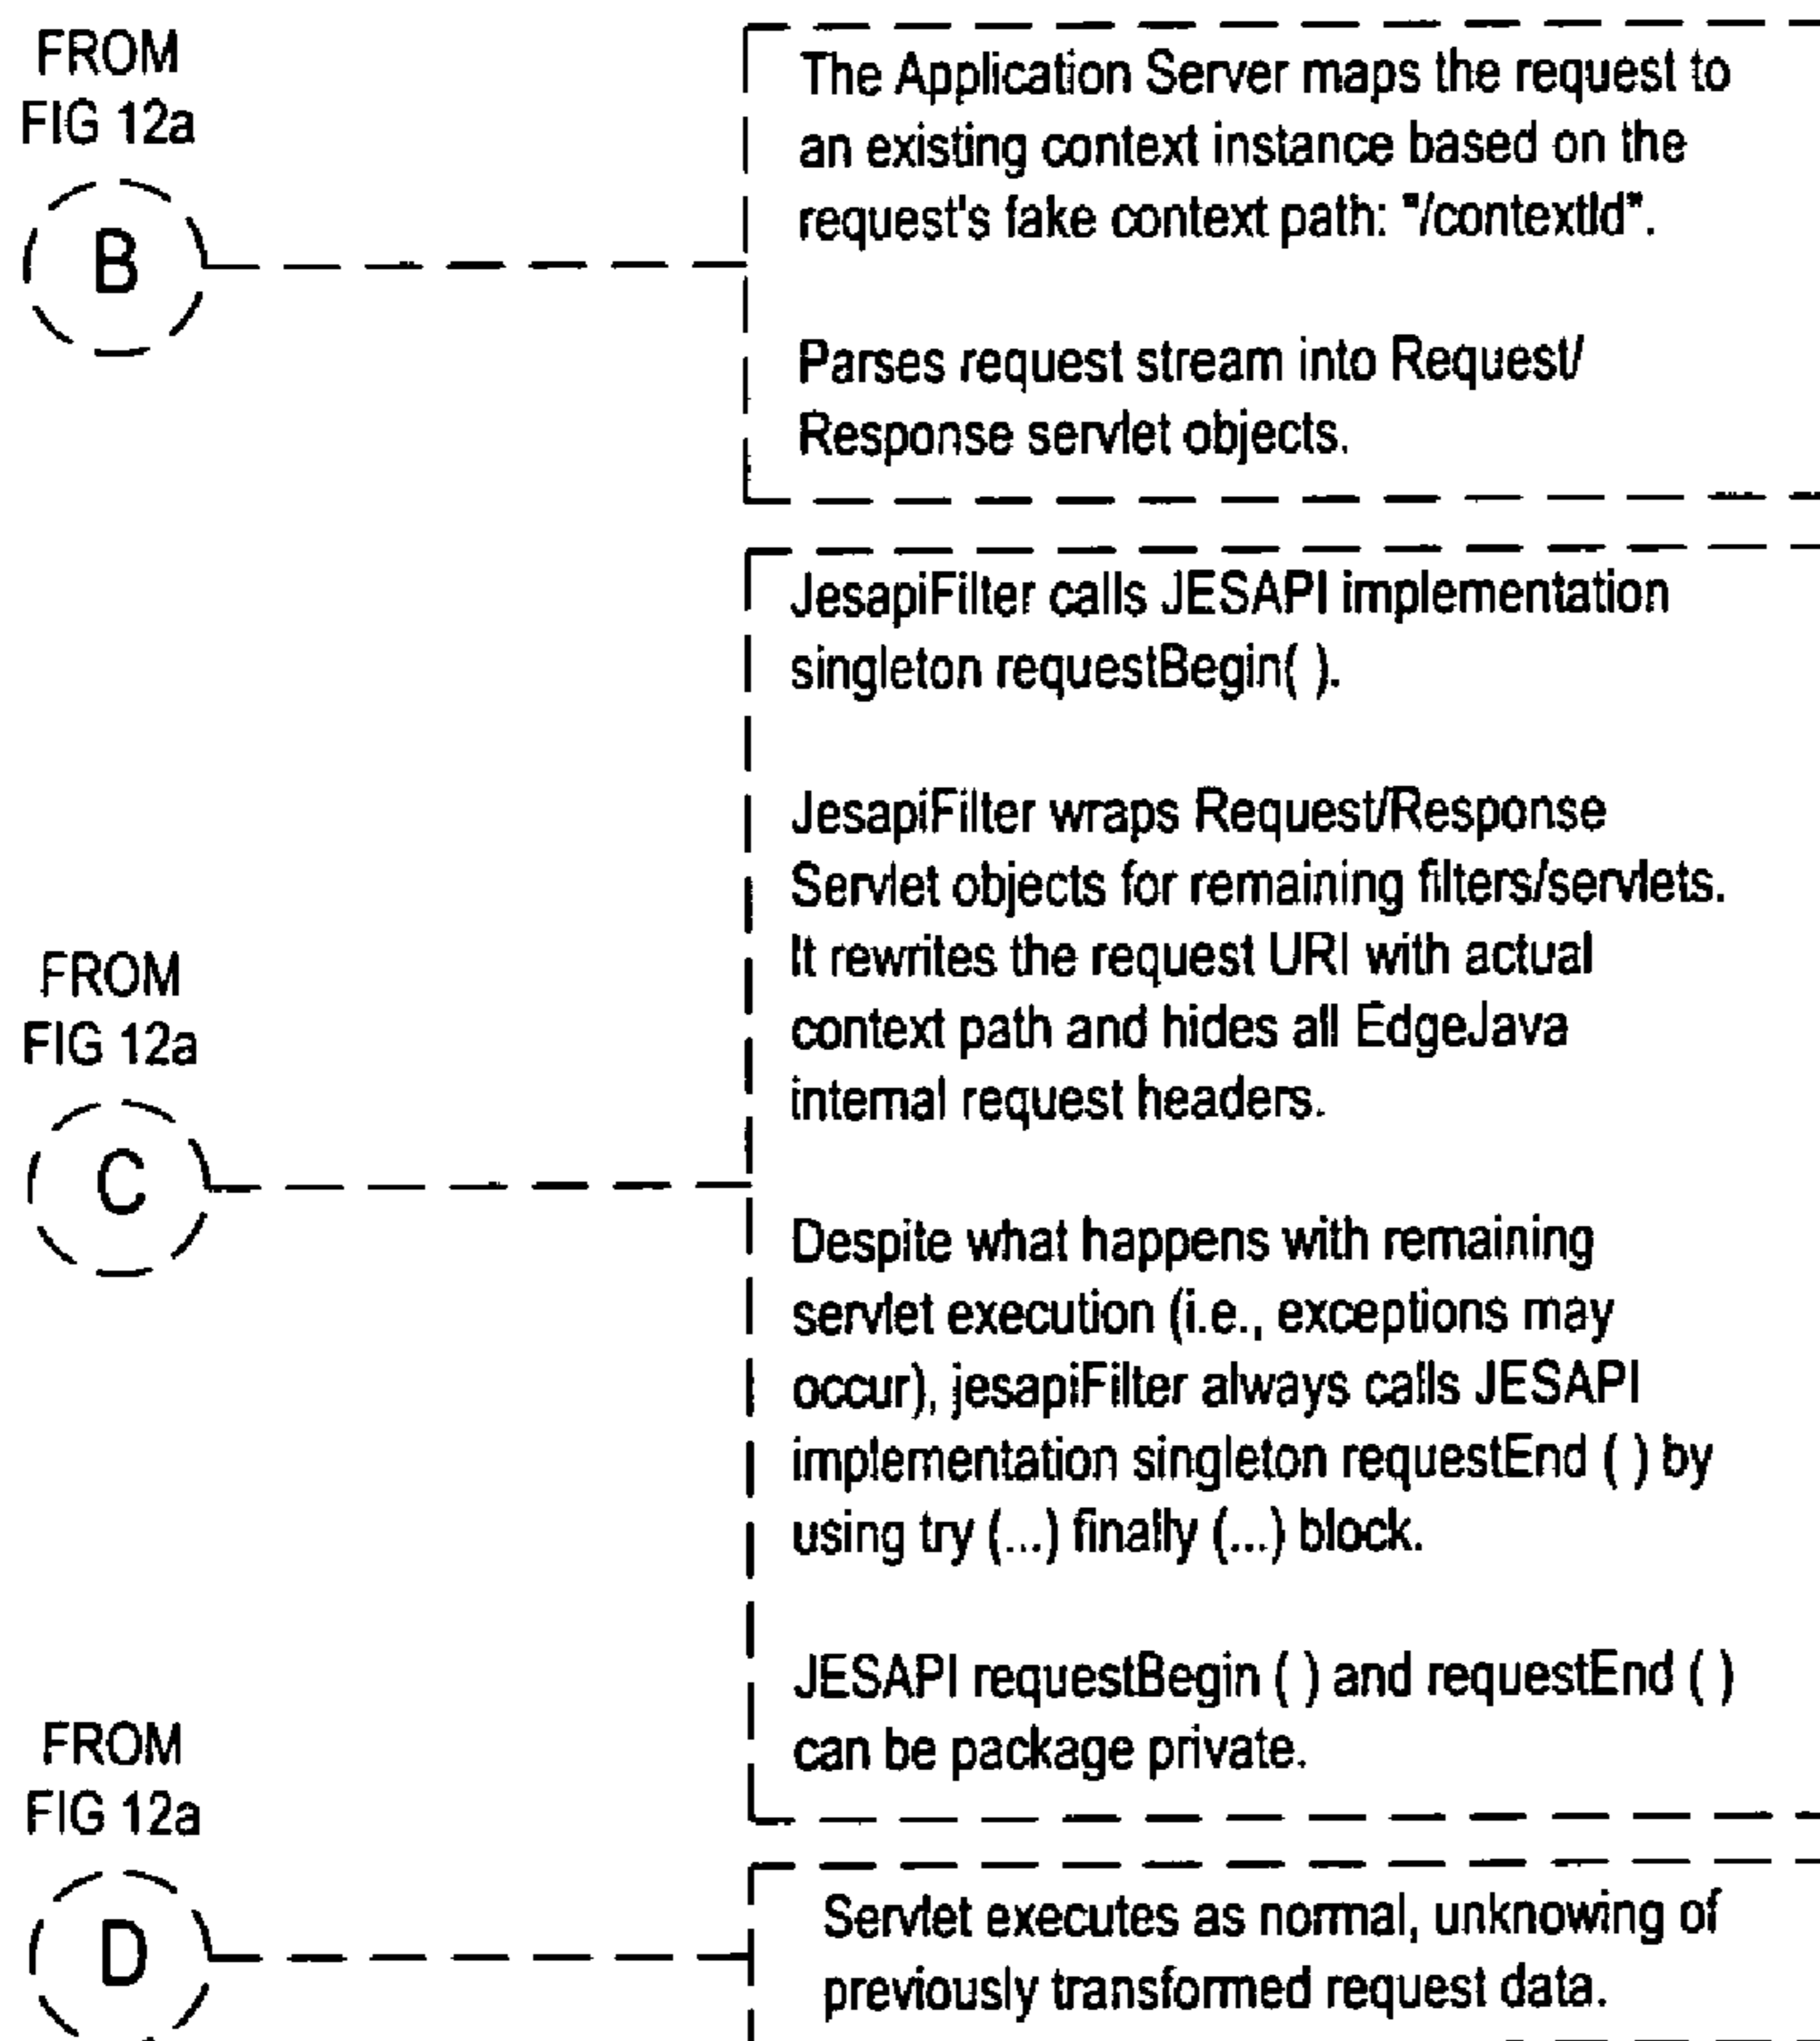 FROM
FIG 12a
B
The Application Server maps the request to
an existing context instance based on the
request's fake context path: "/contextId".
Parses request stream into Request/
Response servlet objects.
JesapiFilter calls JESAPI implementation
singleton requestBegin( ).
JesapiFilter wraps Request/Response
Servlet objects for remaining filters/servlets.
It rewrites the request URI with actual
context path and hides all EdgeJava
internal request headers.
FROM
FIG 12a
C
Despite what happens with remaining
servlet execution (i.e., exceptions may
occur), jesapiFilter always calls JESAPI
implementation singleton requestEnd ( ) by
using try (...) finally (...) block.
JESAPI requestBegin ( ) and requestEnd ( )
can be package private.
FROM
FIG 12a
D
Servlet executes as normal, unknowing of
previously transformed request data.